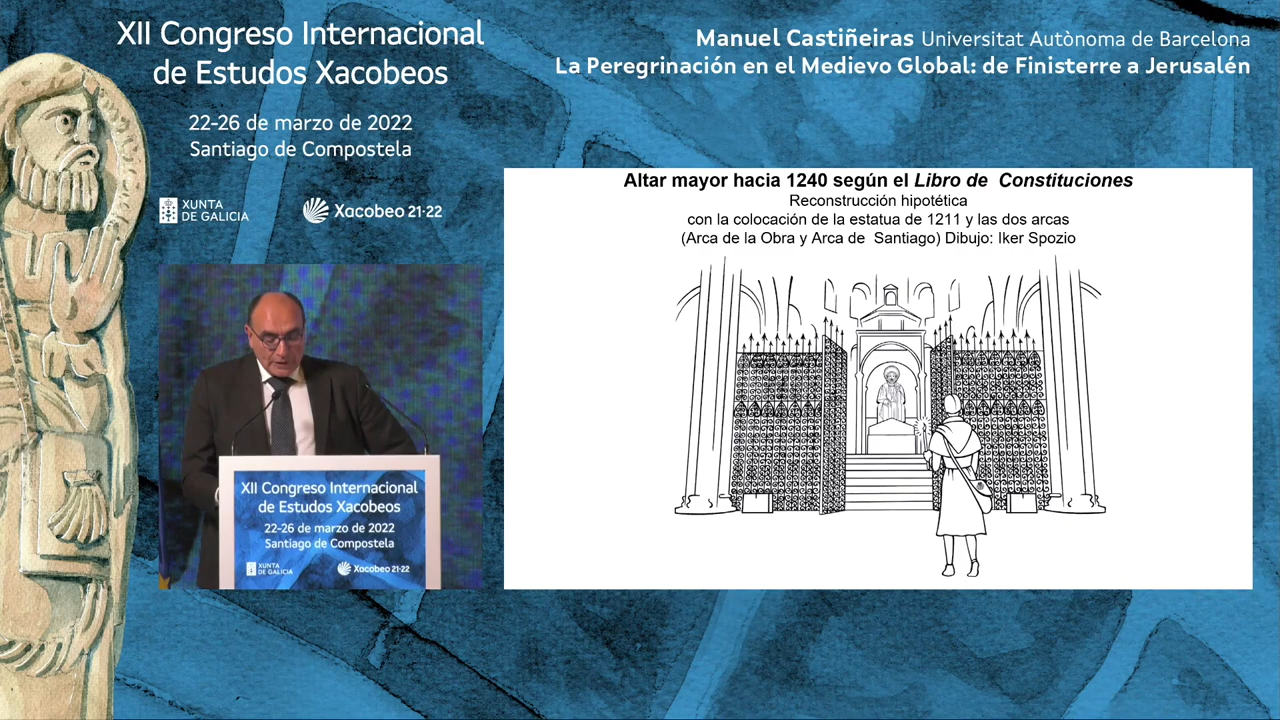 XII Congreso Internacional
de Estudos Xacobeos
22-26 de marzo de 2022
Santiago de Compostela
XUNTA
DE GALICIA
Xacobeo 21·22
Manuel Castiñeiras Universitat Autònoma de Barcelona
La Peregrinación en el Medievo Global: de Finisterre a Jerusalén
Altar mayor hacia 1240 según el Libro de Constituciones
Reconstrucción hipotética
con la colocación de la estatua de 1211 y las dos arcas
(Arca de la Obra y Arca de Santiago) Dibujo: Iker Spozio
XII Congreso Internacional
de Estudos Xacobeos
22-26 de marzo de 2022
Santiago de Compostela
XUNTA
DE GALICIA
Xacobeo 21·22